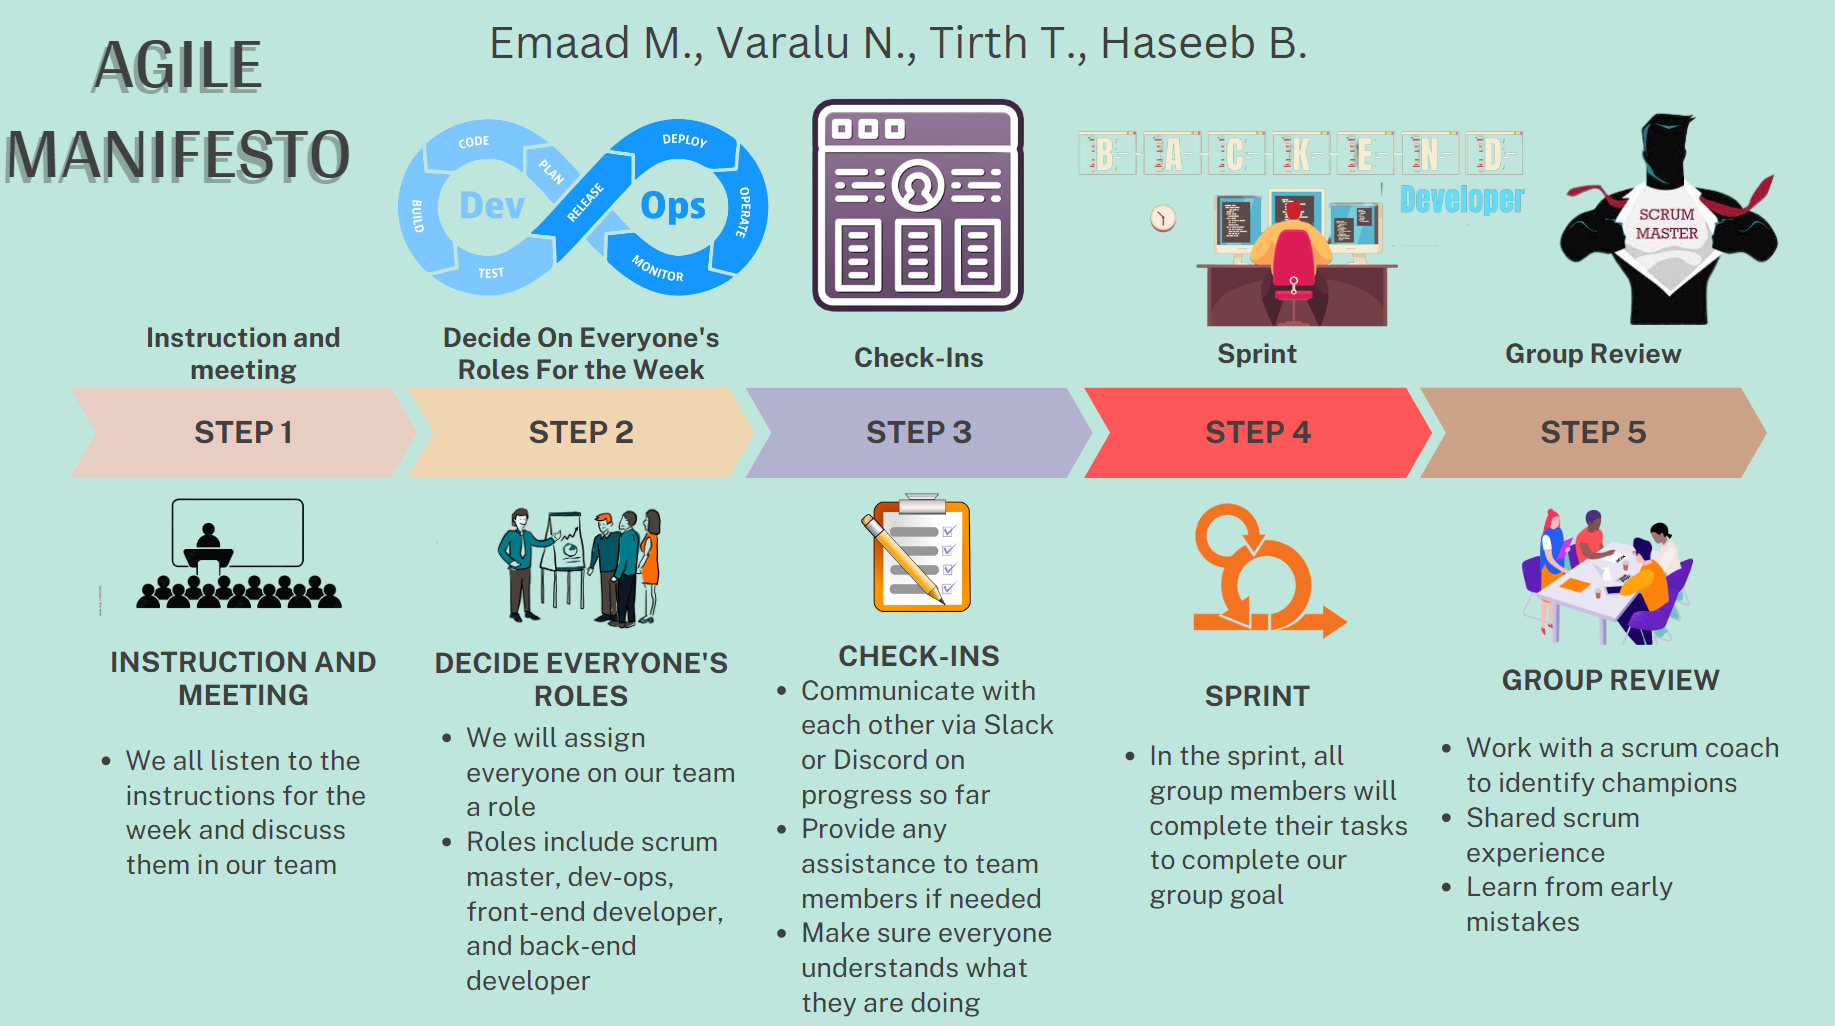 AGILE
MANIFESTO
Emaad M., Varalu N., Tirth T., Haseeb B.
CODE
PLAN
BUILD
TEST
Dev
RELEASE
DEPLOY
OPERATE
MONITOR
Ops
BACKEND
Developer
SCRUM
MASTER
Instruction and
meeting
Decide On Everyone's
Roles For the Week
Check-Ins
Sprint
Group Review
STEP 1
STEP 2
STEP 3
STEP 4
STEP 5
INSTRUCTION AND
MEETING
• We all listen to the
instructions for the
week and discuss
them in our team
DECIDE EVERYONE'S
ROLES
• We will assign
everyone on our team
a role
• Roles include scrum
master, dev-ops,
front-end developer,
and back-end
developer
CHECK-INS
• Communicate with
each other via Slack
or Discord on
progress so far
• Provide any
assistance to team
members if needed
• Make sure everyone
understands what
they are doing
SPRINT
• In the sprint, all
group members will
complete their tasks
to complete our
group goal
GROUP REVIEW
• Work with a scrum coach
to identify champions
• Shared scrum
experience
• Learn from early
mistakes